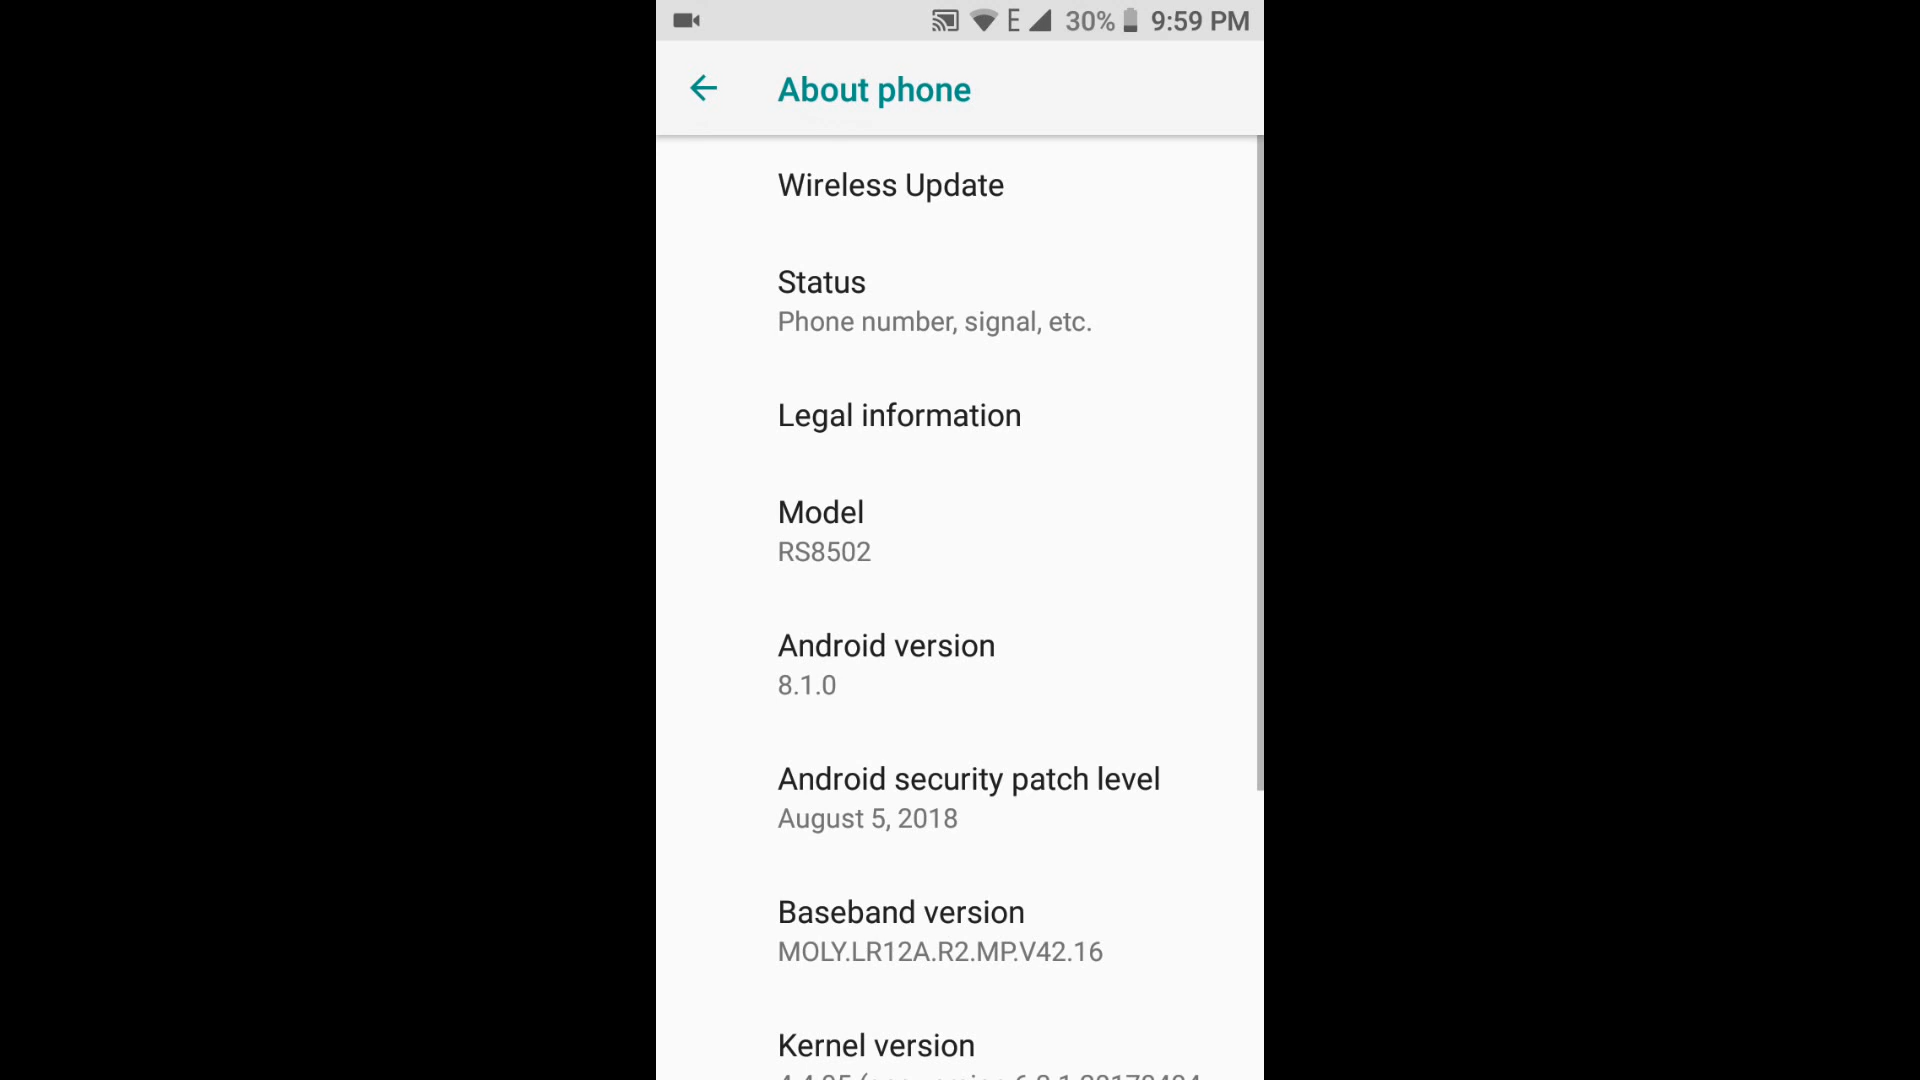 E 30% 9:59 PM
About phone
Wireless Update
Status
Phone number, signal, etc.
Legal information
Model
RS8502
Android version
8.1.0
Android security patch level
August 5, 2018
Baseband version
MOLY.LR12A.R2.MP.V42.16
Kernel version